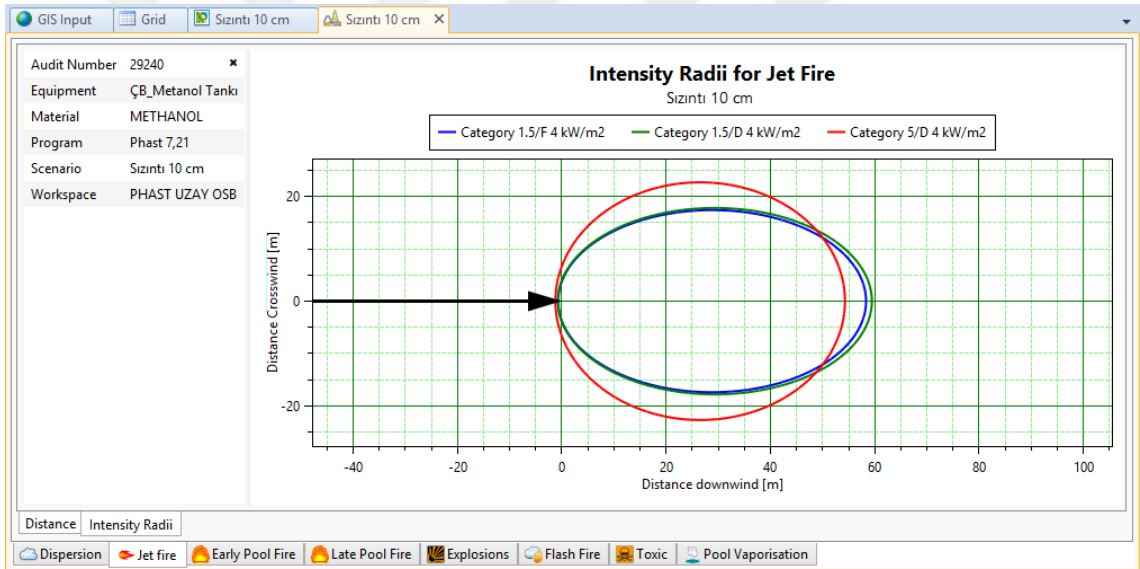 GIS Input Grid Sızıntı 10 cm Sızıntı 10 cm
Audit Number 29240
Equipment ÇB_Metanol Tankı
Material METHANOL
Program Phast 7,21
Scenario Sızıntı 10 cm
Workspace PHAST UZAY OSB
Intensity Radii for Jet Fire
Sızıntı 10 cm
Category 1.5/F 4 kW/m2 Category 1.5/D 4 kW/m2 Category 5/D 4 kW/m2
Distance Crosswind [m]
20
0
-20
-40 -20 0 20 40 60 80 100
Distance downwind [m]
Distance Intensity Radii
Dispersion Jet fire Early Pool Fire Late Pool Fire Explosions Flash Fire Toxic Pool Vaporisation